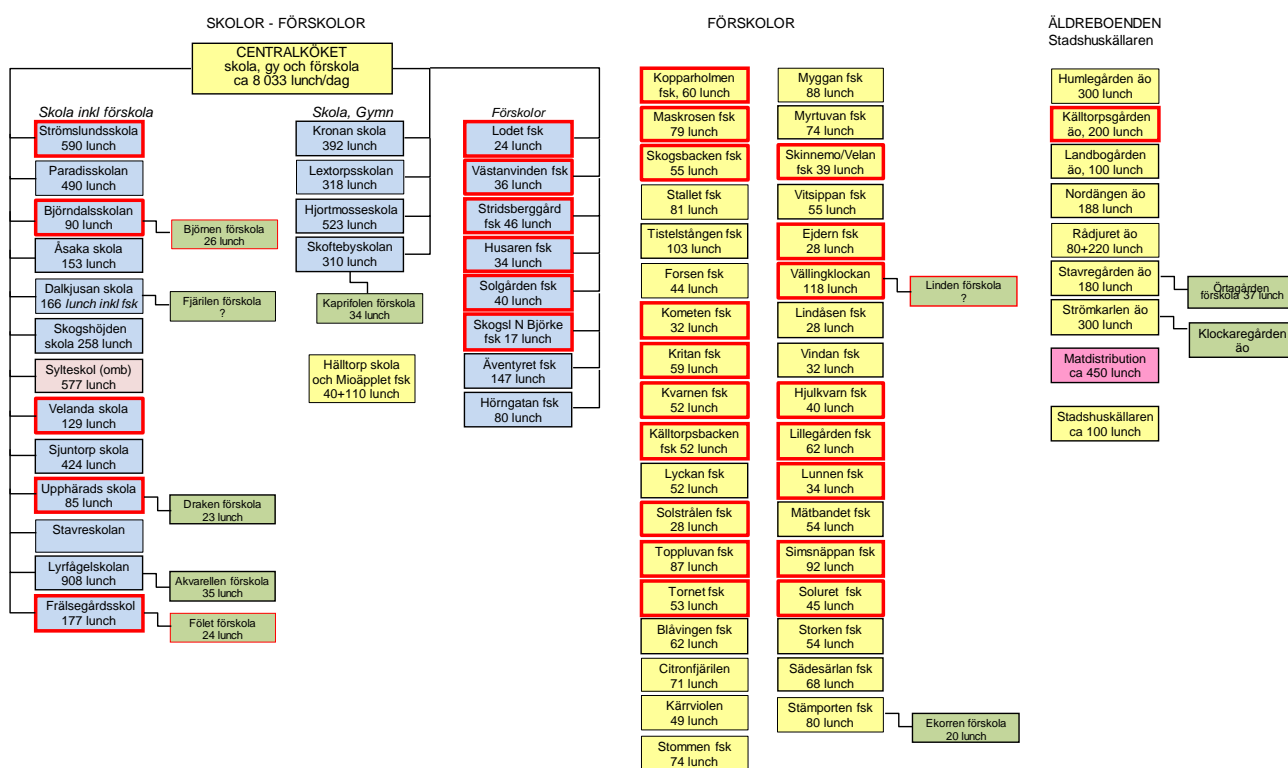 SKOLOR - FÖRSKOLOR
CENTRALKÖKET
skola, gy och förskola
ca 8 033 lunch/dag
Skola inkl förskola
Strömslundsskola
590 lunch
Paradisskolan
490 lunch
Björndalsskolan
90 lunch
Björnen förskola
26 lunch
Åsaka skola
153 lunch
Dalkjusan skola
166 lunch inkl fsk
Fjärilen förskola
?
Skogshöjden
skola 258 lunch
Sylteskol (omb)
577 lunch
Velanda skola
129 lunch
Sjuntorp skola
424 lunch
Upphärads skola
85 lunch
Draken förskola
23 lunch
Stavreskolan
Lyrfågelskolan
908 lunch
Akvarellen förskola
35 lunch
Frälsegårdsskol
177 lunch
Fölet förskola
24 lunch
Skola, Gymn
Kronan skola
392 lunch
Lextorpsskolan
318 lunch
Hjortmosseskola
523 lunch
Skoftebyskolan
310 lunch
Kaprifolen förskola
34 lunch
Hälltorp skola
och Mioäpplet fsk
40+110 lunch
Förskolor
Lodet fsk
24 lunch
Västanvinden fsk
36 lunch
Stridsberggård
fsk 46 lunch
Husaren fsk
34 lunch
Solgården fsk
40 lunch
Skogsl N Björke
fsk 17 lunch
Äventyret fsk
147 lunch
Hörngatan fsk
80 lunch
FÖRSKOLOR
Kopparholmen
fsk, 60 lunch
Maskrosen fsk
79 lunch
Skogsbacken fsk
55 lunch
Stallet fsk
81 lunch
Tistelstången fsk
103 lunch
Forsen fsk
44 lunch
Kometen fsk
32 lunch
Kritan fsk
59 lunch
Kvarnen fsk
52 lunch
Källtorpsbacken
fsk 52 lunch
Lyckan fsk
52 lunch
Solstrålen fsk
28 lunch
Toppluvan fsk
87 lunch
Tornet fsk
53 lunch
Blåvingen fsk
62 lunch
Citronfjärilen
71 lunch
Kärrviolen
49 lunch
Stommen fsk
74 lunch
Myggan fsk
88 lunch
Myrtuvan fsk
74 lunch
Skinnemo/Velan
fsk 39 lunch
Vitsippan fsk
55 lunch
Ejdern fsk
28 lunch
Vällingklockan
118 lunch
Linden förskola
?
Lindåsen fsk
28 lunch
Vindan fsk
32 lunch
Hjulkvarn fsk
40 lunch
Lillegården fsk
62 lunch
Lunnen fsk
34 lunch
Mätbandet fsk
54 lunch
Simsnäppan fsk
92 lunch
Soluret fsk
45 lunch
Storken fsk
54 lunch
Sädesärlan fsk
68 lunch
Stämporten fsk
80 lunch
Ekorren förskola
20 lunch
ÄLDREBOENDEN
Stadshuskällaren
Humlegården äo
300 lunch
Källtorpsgården
äo, 200 lunch
Landbogården
äo, 100 lunch
Nordängen äo
188 lunch
Rådjuret äo
80+220 lunch
Stavregården äo
180 lunch
Örtagården
förskola 37 lunch
Strömkarlen äo
300 lunch
Klockaregården
äo
Matdistribution
ca 450 lunch
Stadshuskällaren
ca 100 lunch